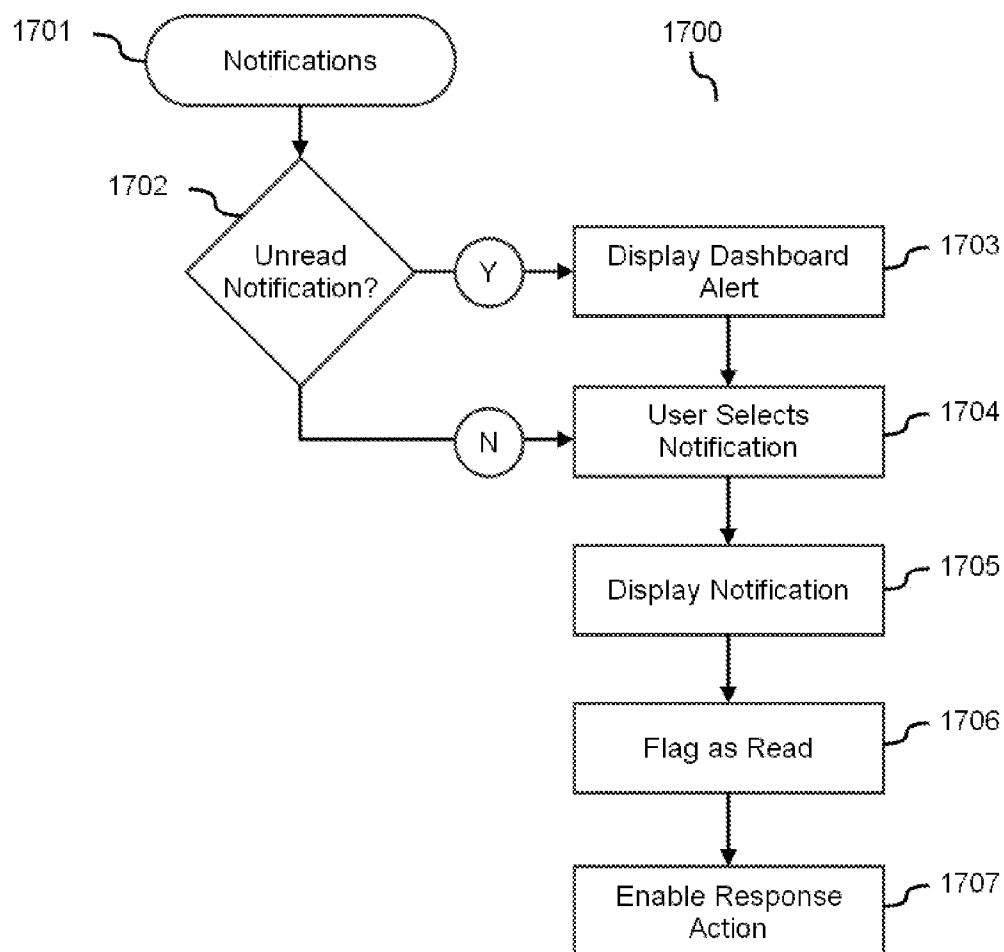 1701
Notifications
1700
1702
Unread
Notification?
Y
Display Dashboard
Alert
1703
N
User Selects
Notification
1704
Display Notification
1705
Flag as Read
1706
Enable Response
Action
1707